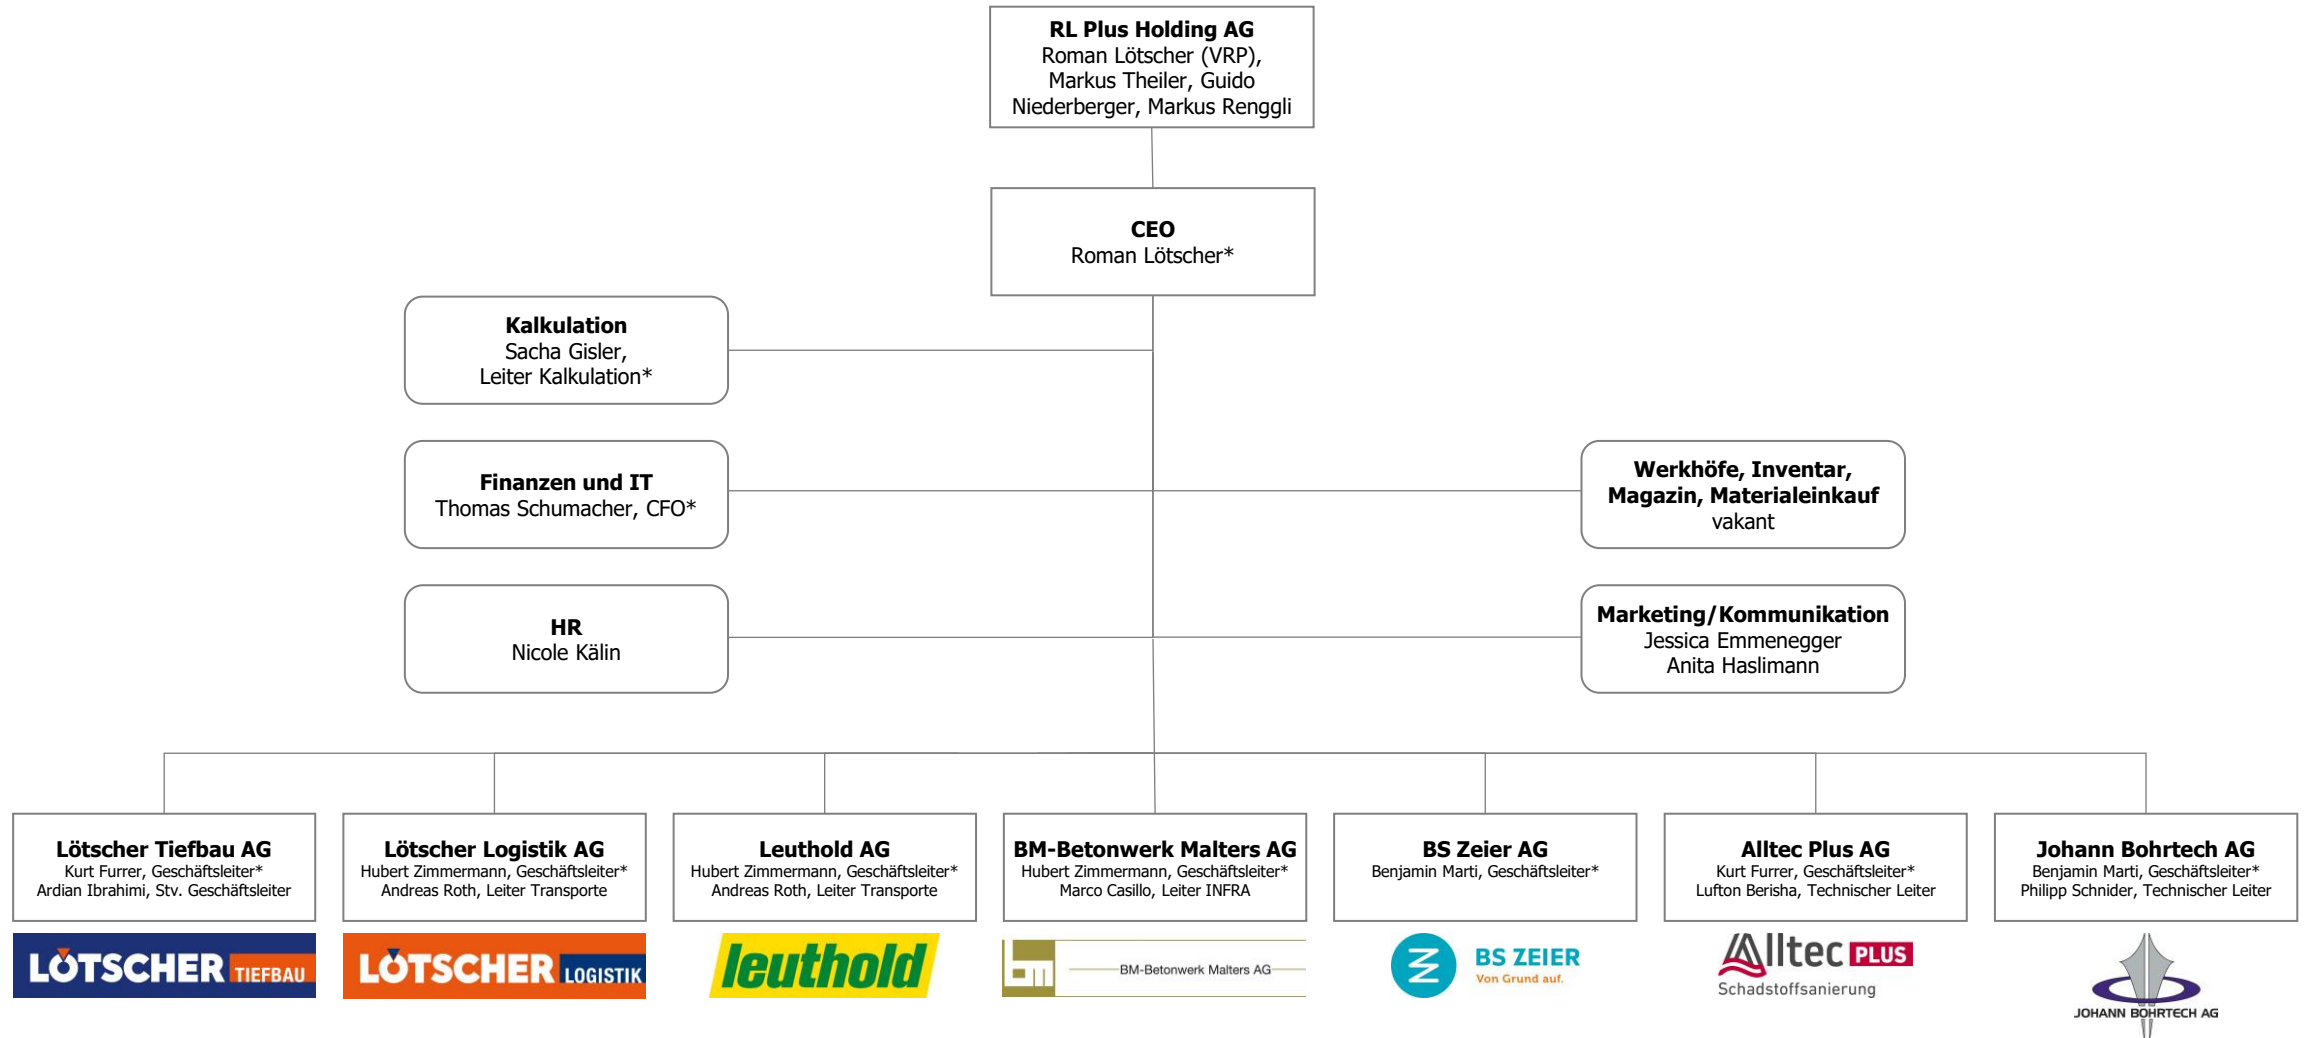 RL Plus Holding AG
Roman Lötscher (VRP),
Markus Theiler, Guido
Niederberger, Markus Renggli
CEO
Roman Lötscher*
Kalkulation
Sacha Gisler,
Leiter Kalkulation*
Finanzen und IT
Thomas Schumacher, CFO*
Werkhöfe, Inventar,
Magazin, Materialeinkauf
vakant
HR
Nicole Kälin
Marketing/Kommunikation
Jessica Emmenegger
Anita Haslimann
Lötscher Tiefbau AG
Kurt Furrer, Geschäftsleiter*
Ardian Ibrahimi, Stv. Geschäftsleiter
LÖTSCHER TIEFBAU
Lötscher Logistik AG
Hubert Zimmermann, Geschäftsleiter*
Andreas Roth, Leiter Transporte
LÖTSCHER LOGISTIK
Leuthold AG
Hubert Zimmermann, Geschäftsleiter*
Andreas Roth, Leiter Transporte
leuthold
BM-Betonwerk Malters AG
Hubert Zimmermann, Geschäftsleiter*
Marco Casillo, Leiter INFRA
bm
BM-Betonwerk Malters AG
BS Zeier AG
Benjamin Marti, Geschäftsleiter*
BS ZEIER
Von Grund auf.
Alltec Plus AG
Kurt Furrer, Geschäftsleiter*
Lufton Berisha, Technischer Leiter
Alltec PLUS
Schadstoffsanierung
Johann Bohrtech AG
Benjamin Marti, Geschäftsleiter*
Philipp Schnider, Technischer Leiter
JOHANN BOHRTECH AG